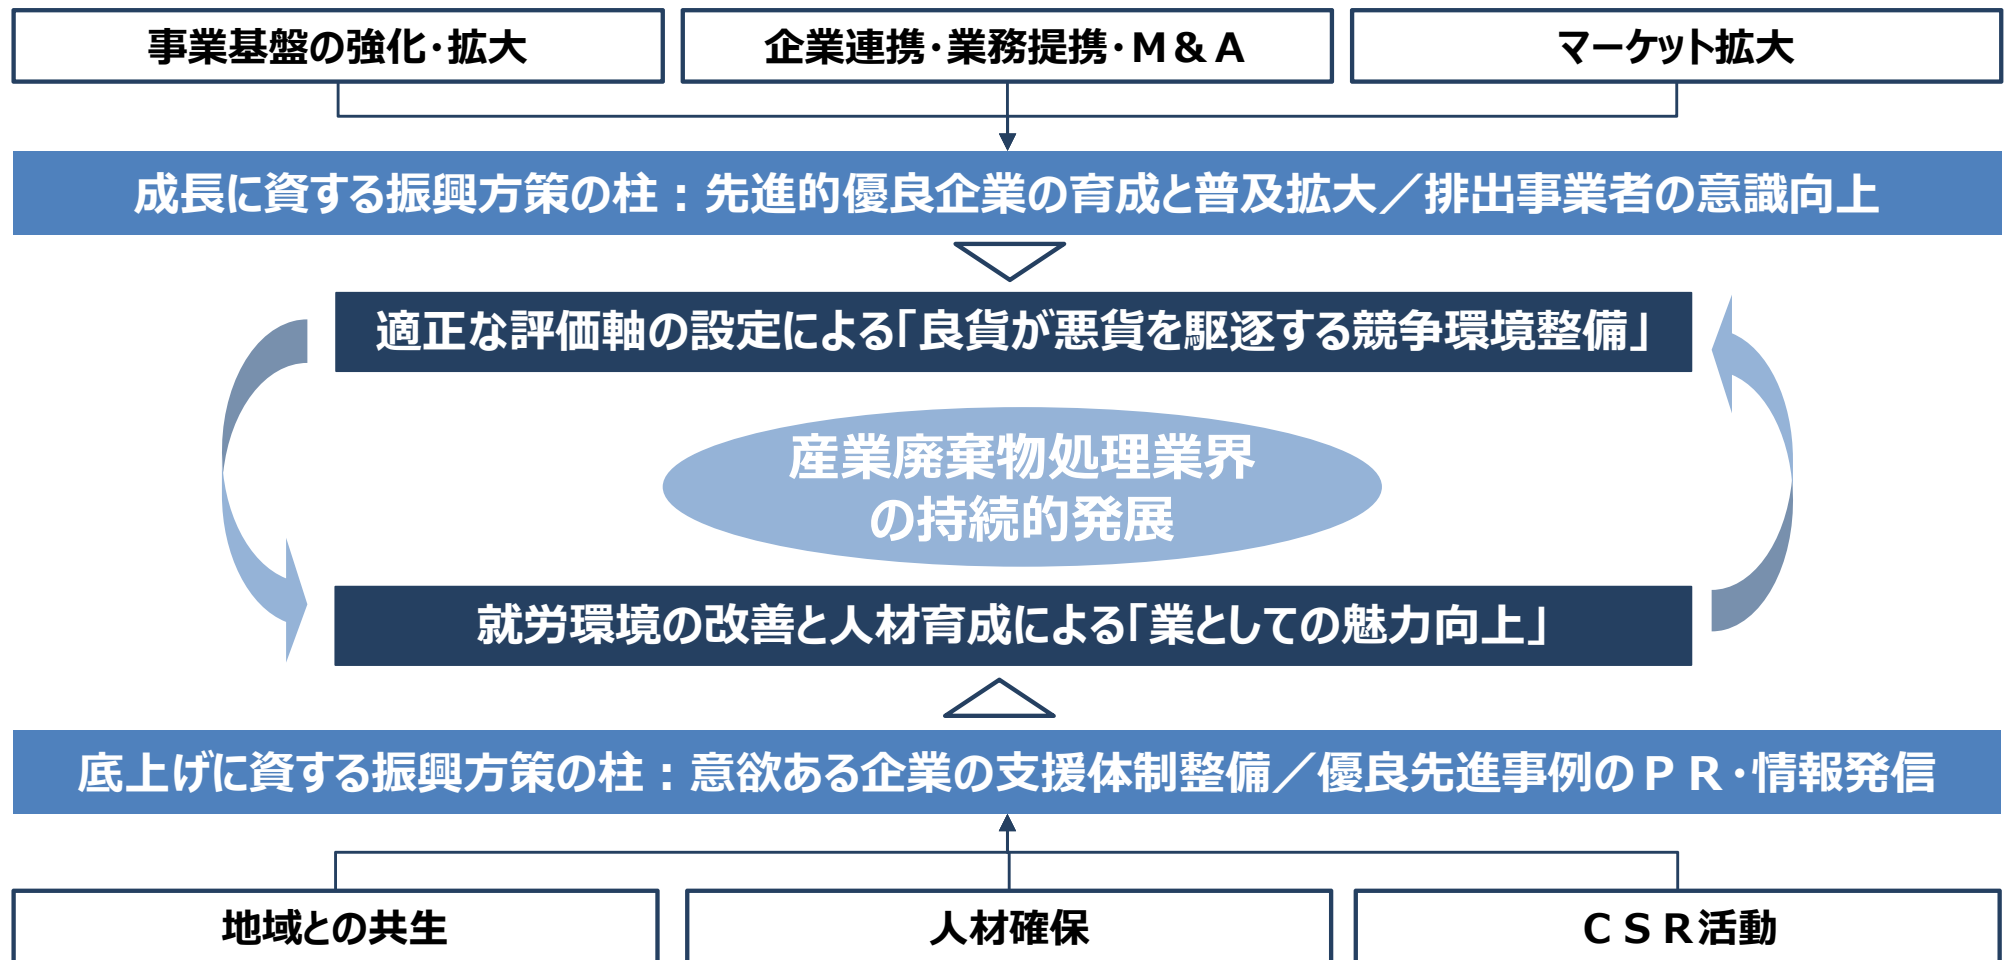 事業基盤の強化・拡大
企業連携・業務提携・Ｍ＆Ａ
マーケット拡大
成長に資する振興方策の柱：先進的優良企業の育成と普及拡大／排出事業者の意識向上
適正な評価軸の設定による「良貨が悪貨を駆逐する競争環境整備」
産業廃棄物処理業界
の持続的発展
就労環境の改善と人材育成による「業としての魅力向上」
底上げに資する振興方策の柱：意欲ある企業の支援体制整備／優良先進事例のＰＲ・情報発信
地域との共生
人材確保
ＣＳＲ活動